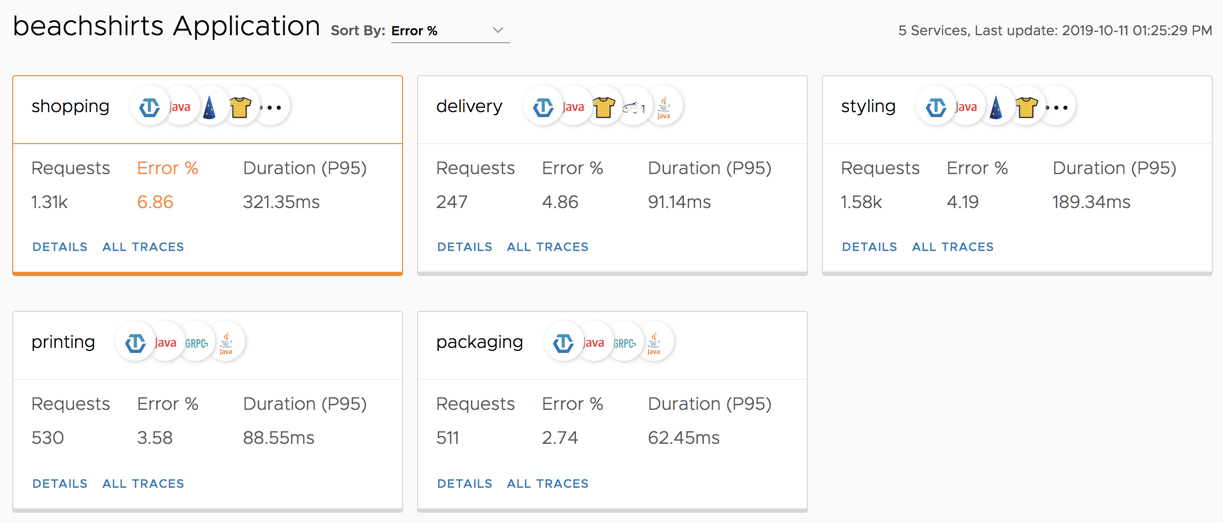 beachshirts Application Sort By: Error % 5 Services, Last update: 2019-10-11 01:25:29 PM
shopping Java
Requests Error % Duration (P95)
1.31k 6.86 321.35ms
DETAILS ALL TRACES
delivery Java Java
Requests Error % Duration (P95)
247 4.86 91.14ms
DETAILS ALL TRACES
styling Java
Requests Error % Duration (P95)
1.58k 4.19 189.34ms
DETAILS ALL TRACES
printing Java GRPC Java
Requests Error % Duration (P95)
530 3.58 88.55ms
DETAILS ALL TRACES
packaging Java GRPC Java
Requests Error % Duration (P95)
511 2.74 62.45ms
DETAILS ALL TRACES